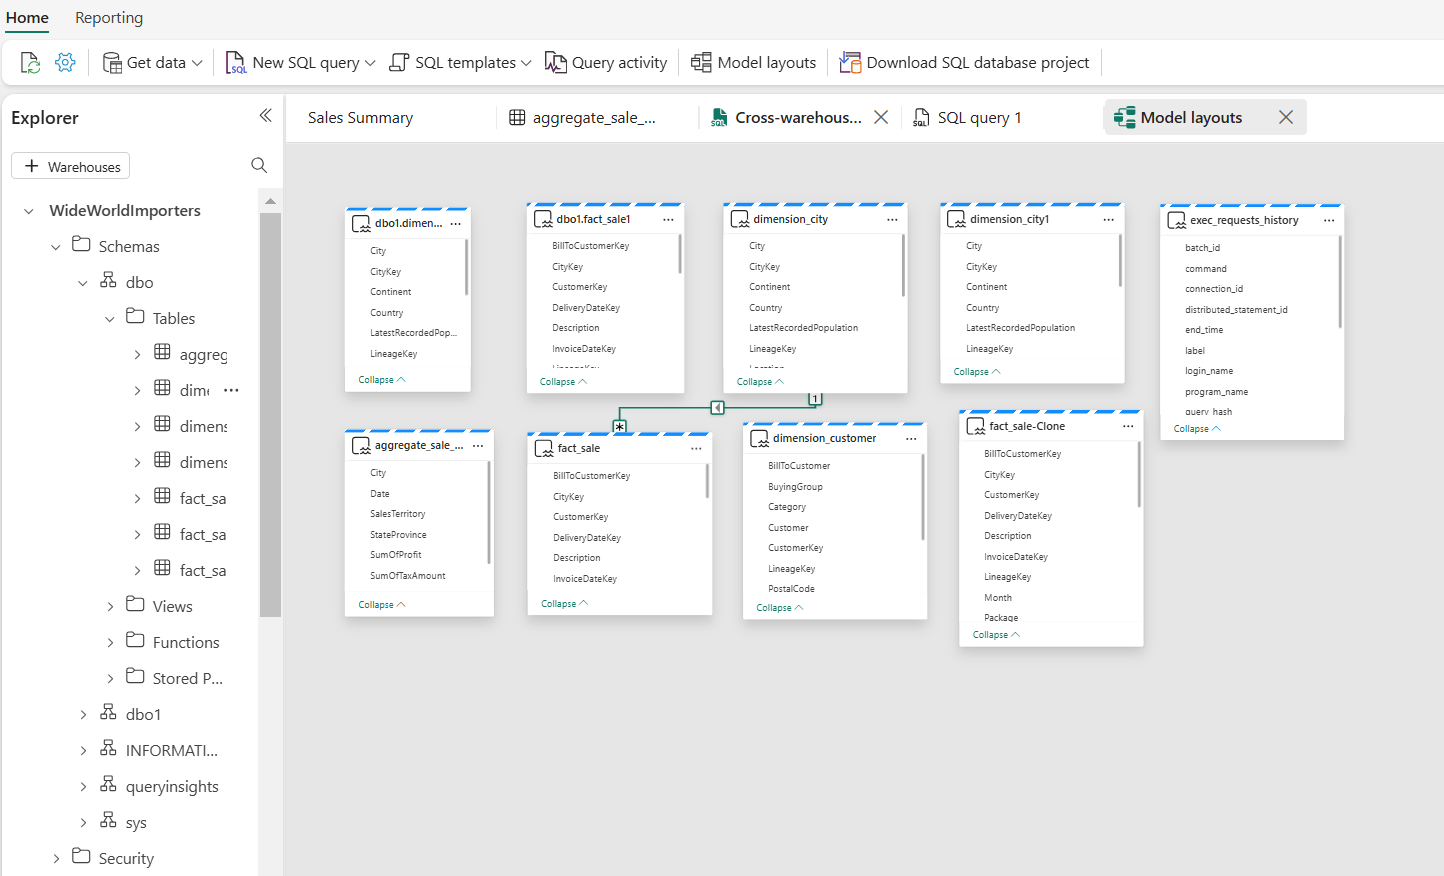 Home Reporting
Get data New SQL query SQL templates Query activity Model layouts Download SQL database project
Explorer
Warehouses
WideWorldImporters
Schemas
dbo
Tables
aggreg
dime ...
dimens
dimens
fact_sa
fact_sa
fact_sa
Views
Functions
Stored P...
dbo1
INFORMATI...
queryinsights
sys
Security
Sales Summary aggregate_sale_... SQL Cross-warehous... SQL SQL query 1 Model layouts
dbo1.dimen... ...
City
CityKey
Continent
Country
LatestRecordedPop...
LineageKey
Collapse
dbo1.fact_sale1 ...
BillToCustomerKey
CityKey
CustomerKey
DeliveryDateKey
Description
InvoiceDateKey
LineageKey
Collapse
dimension_city ...
City
CityKey
Continent
Country
LatestRecordedPopulation
LineageKey
Location
Collapse
dimension_city1 ...
City
CityKey
Continent
Country
LatestRecordedPopulation
LineageKey
Collapse
exec_requests_history ...
batch_id
command
connection_id
distributed_statement_id
end_time
label
login_name
program_name
query_hash
Collapse
1
*
aggregate_sale_... ...
City
Date
SalesTerritory
StateProvince
SumOfProfit
SumOfTaxAmount
Collapse
fact_sale ...
BillToCustomerKey
CityKey
CustomerKey
DeliveryDateKey
Description
InvoiceDateKey
Collapse
dimension_customer ...
BillToCustomer
BuyingGroup
Category
Customer
CustomerKey
LineageKey
PostalCode
Collapse
fact_sale-Clone ...
BillToCustomerKey
CityKey
CustomerKey
DeliveryDateKey
Description
InvoiceDateKey
LineageKey
Month
Package
Collapse